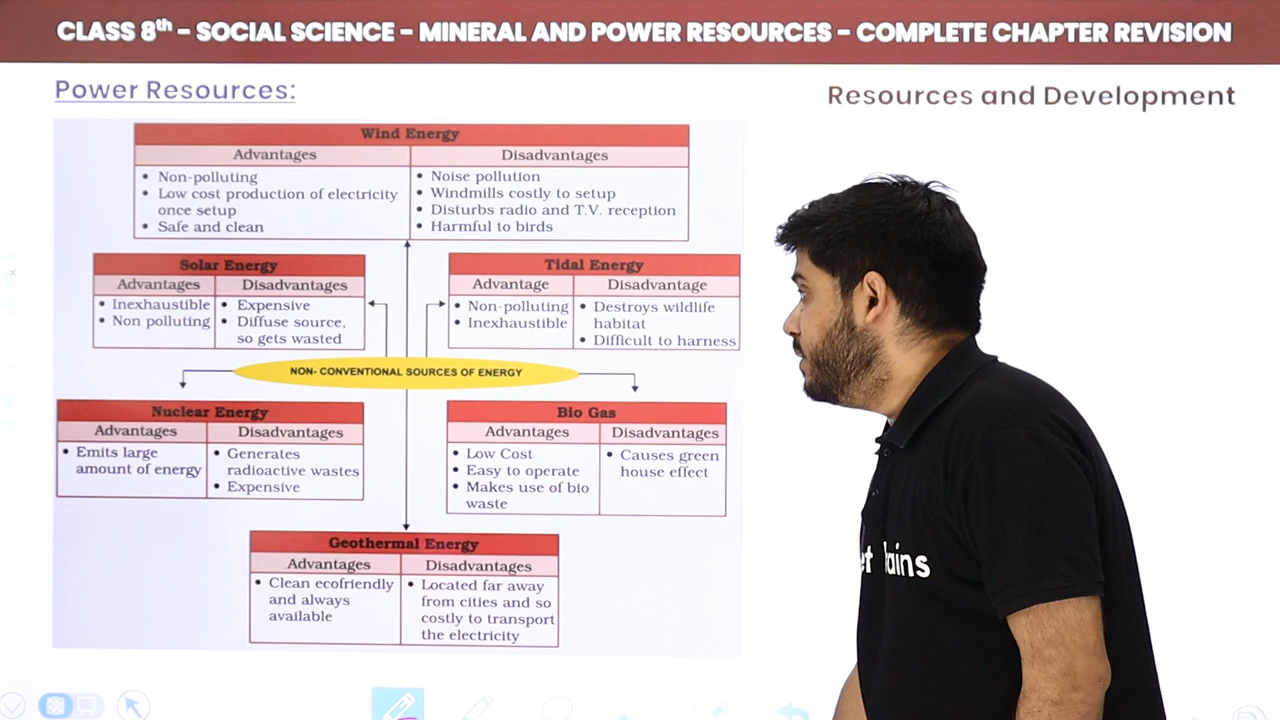 CLASS 8th – SOCIAL SCIENCE – MINERAL AND POWER RESOURCES – COMPLETE CHAPTER REVISION
Power Resources:
Resources and Development
Wind Energy
Advantages
Disadvantages
• Non-polluting
• Low cost production of electricity
once setup
• Safe and clean
• Noise pollution
• Windmills costly to setup
• Disturbs radio and T.V. reception
• Harmful to birds
Solar Energy
Advantages
Disadvantages
• Inexhaustible
• Non polluting
• Expensive
• Diffuse source,
so gets wasted
Tidal Energy
Advantage
Disadvantage
• Non-polluting
• Inexhaustible
• Destroys wildlife
habitat
• Difficult to harness
NON- CONVENTIONAL SOURCES OF ENERGY
Nuclear Energy
Advantages
Disadvantages
• Emits large
amount of energy
• Generates
radioactive wastes
• Expensive
Bio Gas
Advantages
Disadvantages
• Low Cost
• Easy to operate
• Makes use of bio
waste
• Causes green
house effect
Geothermal Energy
Advantages
Disadvantages
• Clean ecofriendly
and always
available
• Located far away
from cities and so
costly to transport
the electricity